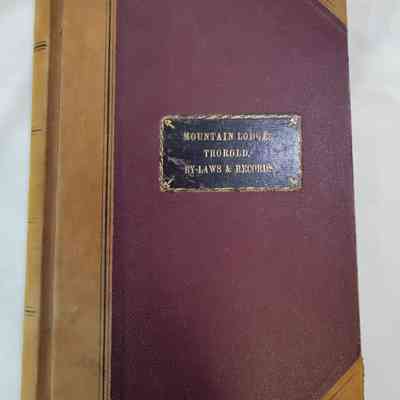 MOUNTAIN LODGE,
THOROLD,
BY-LAWS & RECORDS